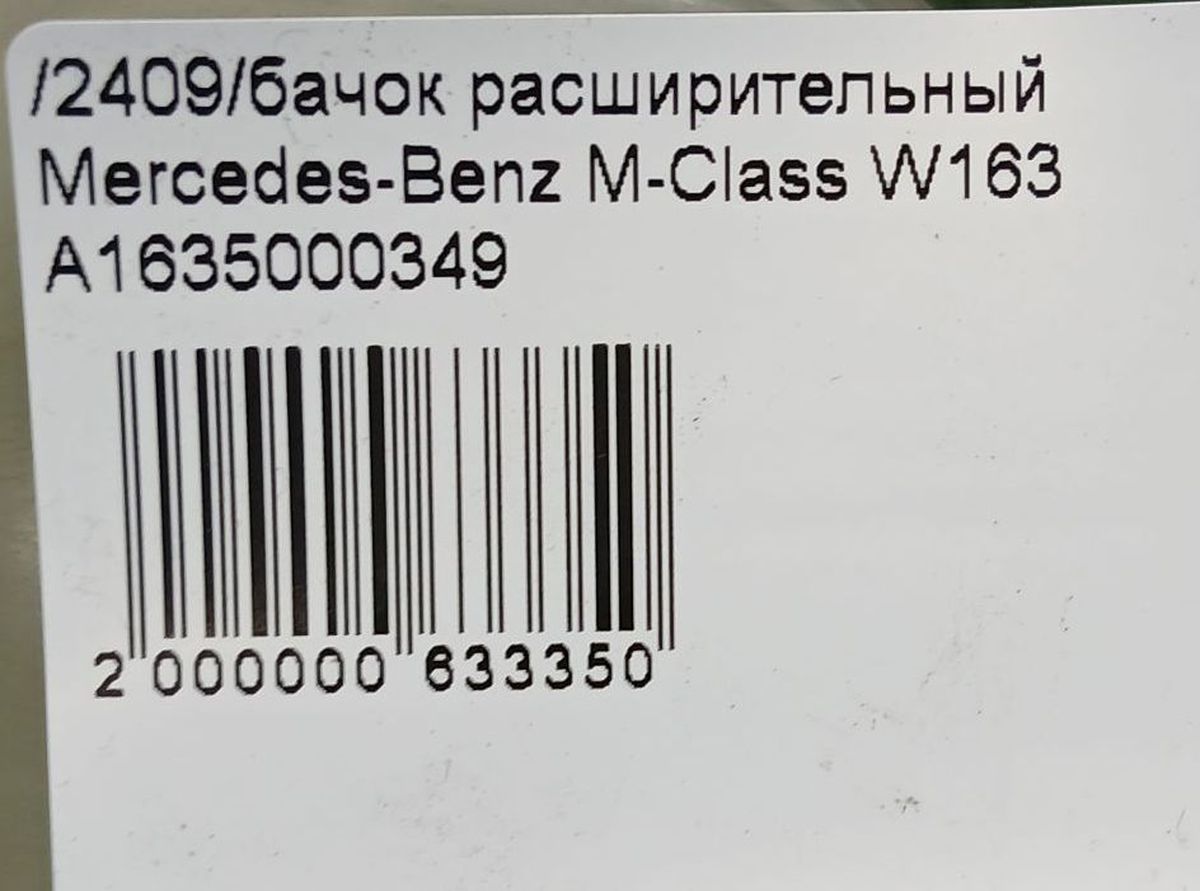 /2409/бачок расширительный
Mercedes-Benz M-Class W163
A1635000349
2 000000 633350